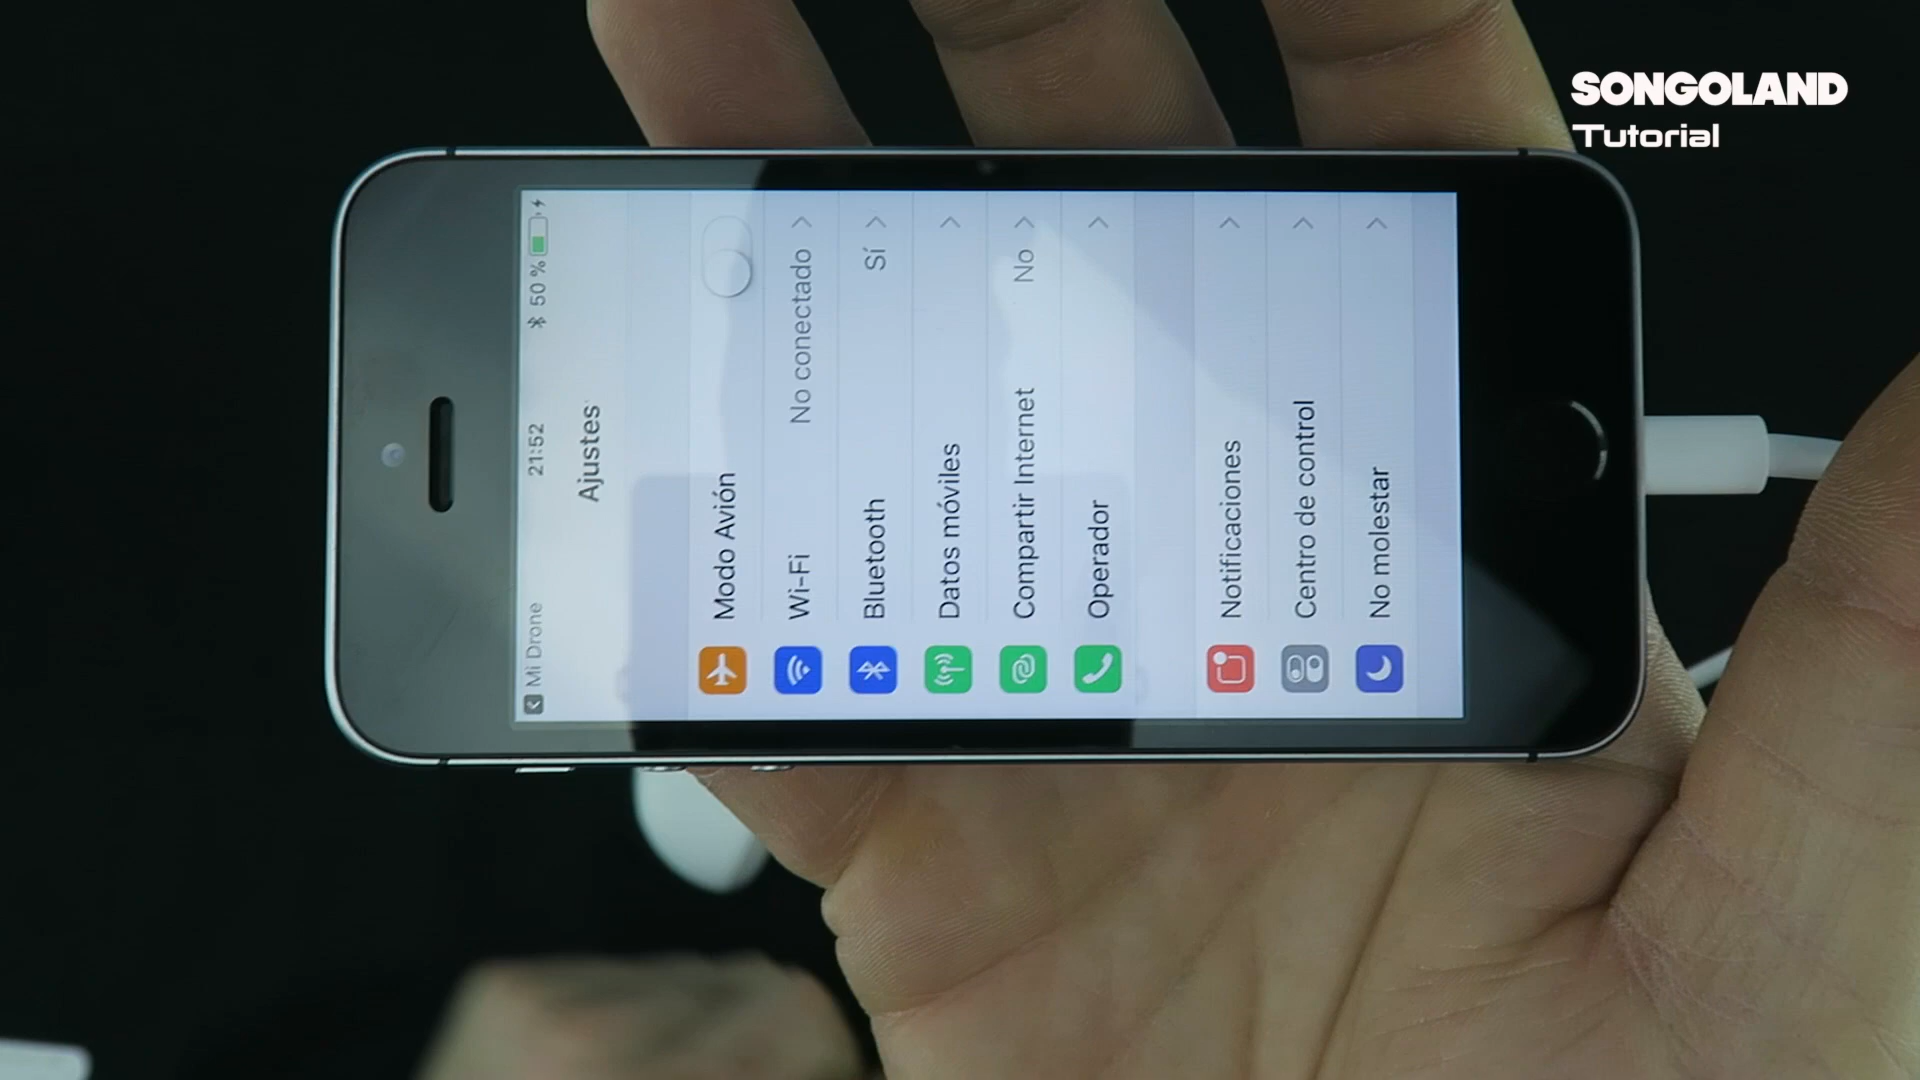 SONGOLAND
Tutorial
Mi Drone 21:52 50 %
Ajustes
Modo Avión
Wi-Fi No conectado
Bluetooth Sí
Datos móviles
Compartir Internet No
Operador
Notificaciones
Centro de control
No molestar